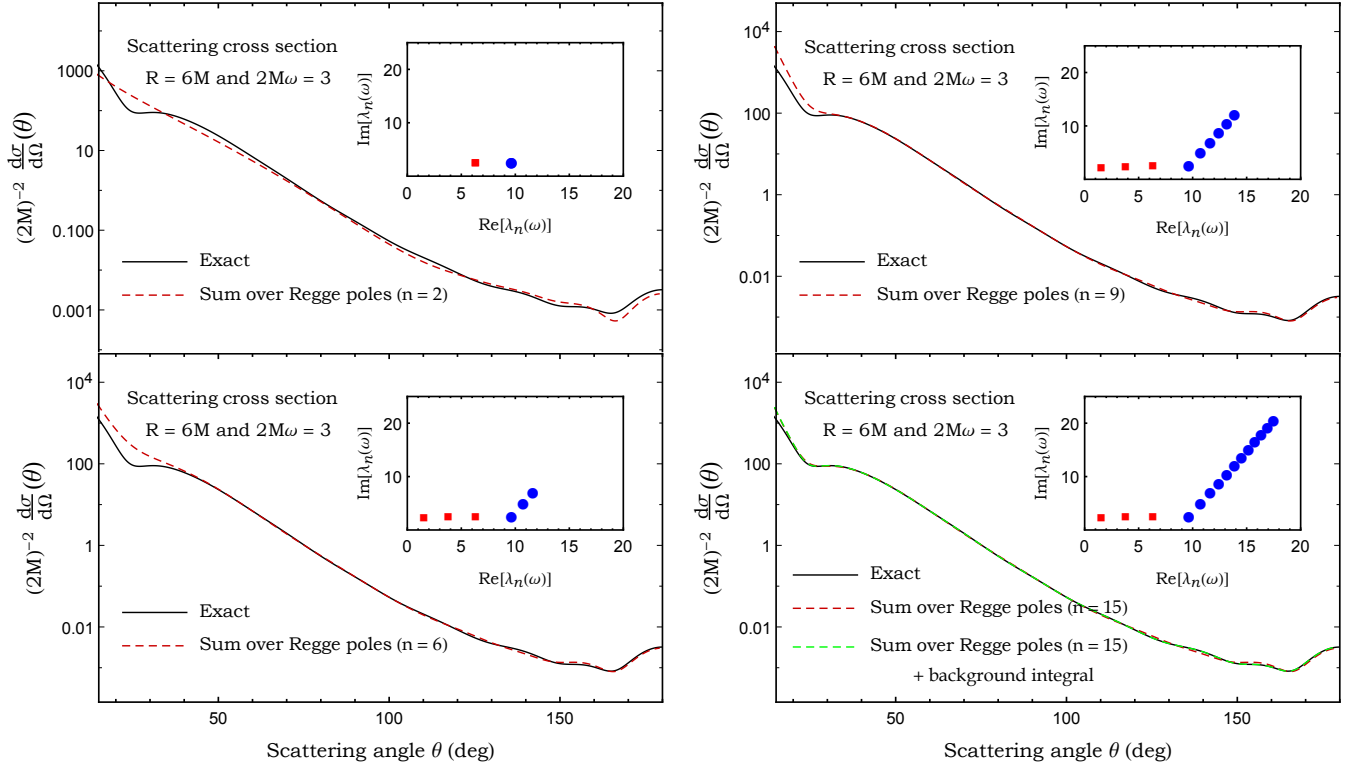 Scattering cross section
R = 6M and 2Mω = 3
(2M)⁻² dσ/dΩ(θ)
1000
10
0.100
0.001
Im[λₙ(ω)]
20
10
0 5 10 15 20
Re[λₙ(ω)]
Exact
Sum over Regge poles (n = 2)
Scattering cross section
R = 6M and 2Mω = 3
(2M)⁻² dσ/dΩ(θ)
10⁴
100
1
0.01
Im[λₙ(ω)]
20
10
0 5 10 15 20
Re[λₙ(ω)]
Exact
Sum over Regge poles (n = 9)
Scattering cross section
R = 6M and 2Mω = 3
(2M)⁻² dσ/dΩ(θ)
10⁴
100
1
0.01
Im[λₙ(ω)]
20
10
0 5 10 15 20
Re[λₙ(ω)]
Exact
Sum over Regge poles (n = 6)
50 100 150
Scattering angle θ (deg)
Scattering cross section
R = 6M and 2Mω = 3
(2M)⁻² dσ/dΩ(θ)
10⁴
100
1
0.01
Im[λₙ(ω)]
20
10
0 5 10 15 20
Re[λₙ(ω)]
Exact
Sum over Regge poles (n = 15)
Sum over Regge poles (n = 15)
+ background integral
50 100 150
Scattering angle θ (deg)